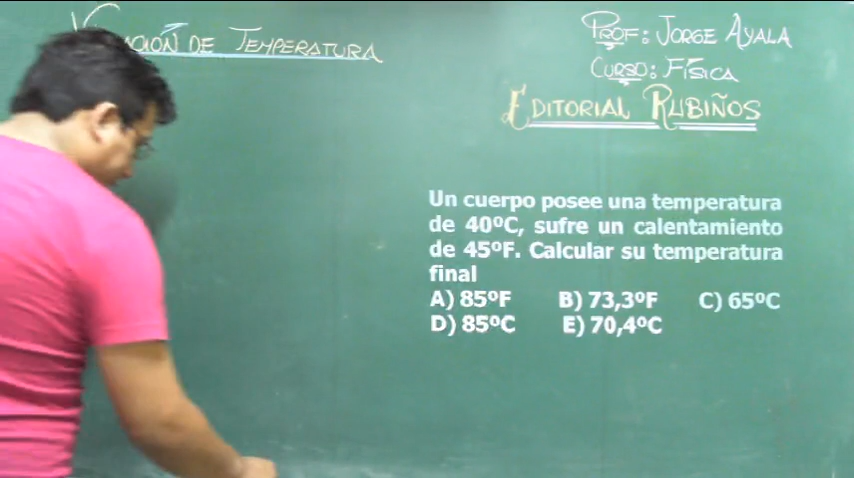 DE TEMPERATURA
PROF: JORGE AYALA
CURSO: FÍSICA
EDITORIAL RUBIÑOS
Un cuerpo posee una temperatura
de 40ºC, sufre un calentamiento
de 45ºF. Calcular su temperatura
final
A) 85ºF B) 73,3ºF C) 65ºC
D) 85ºC E) 70,4ºC